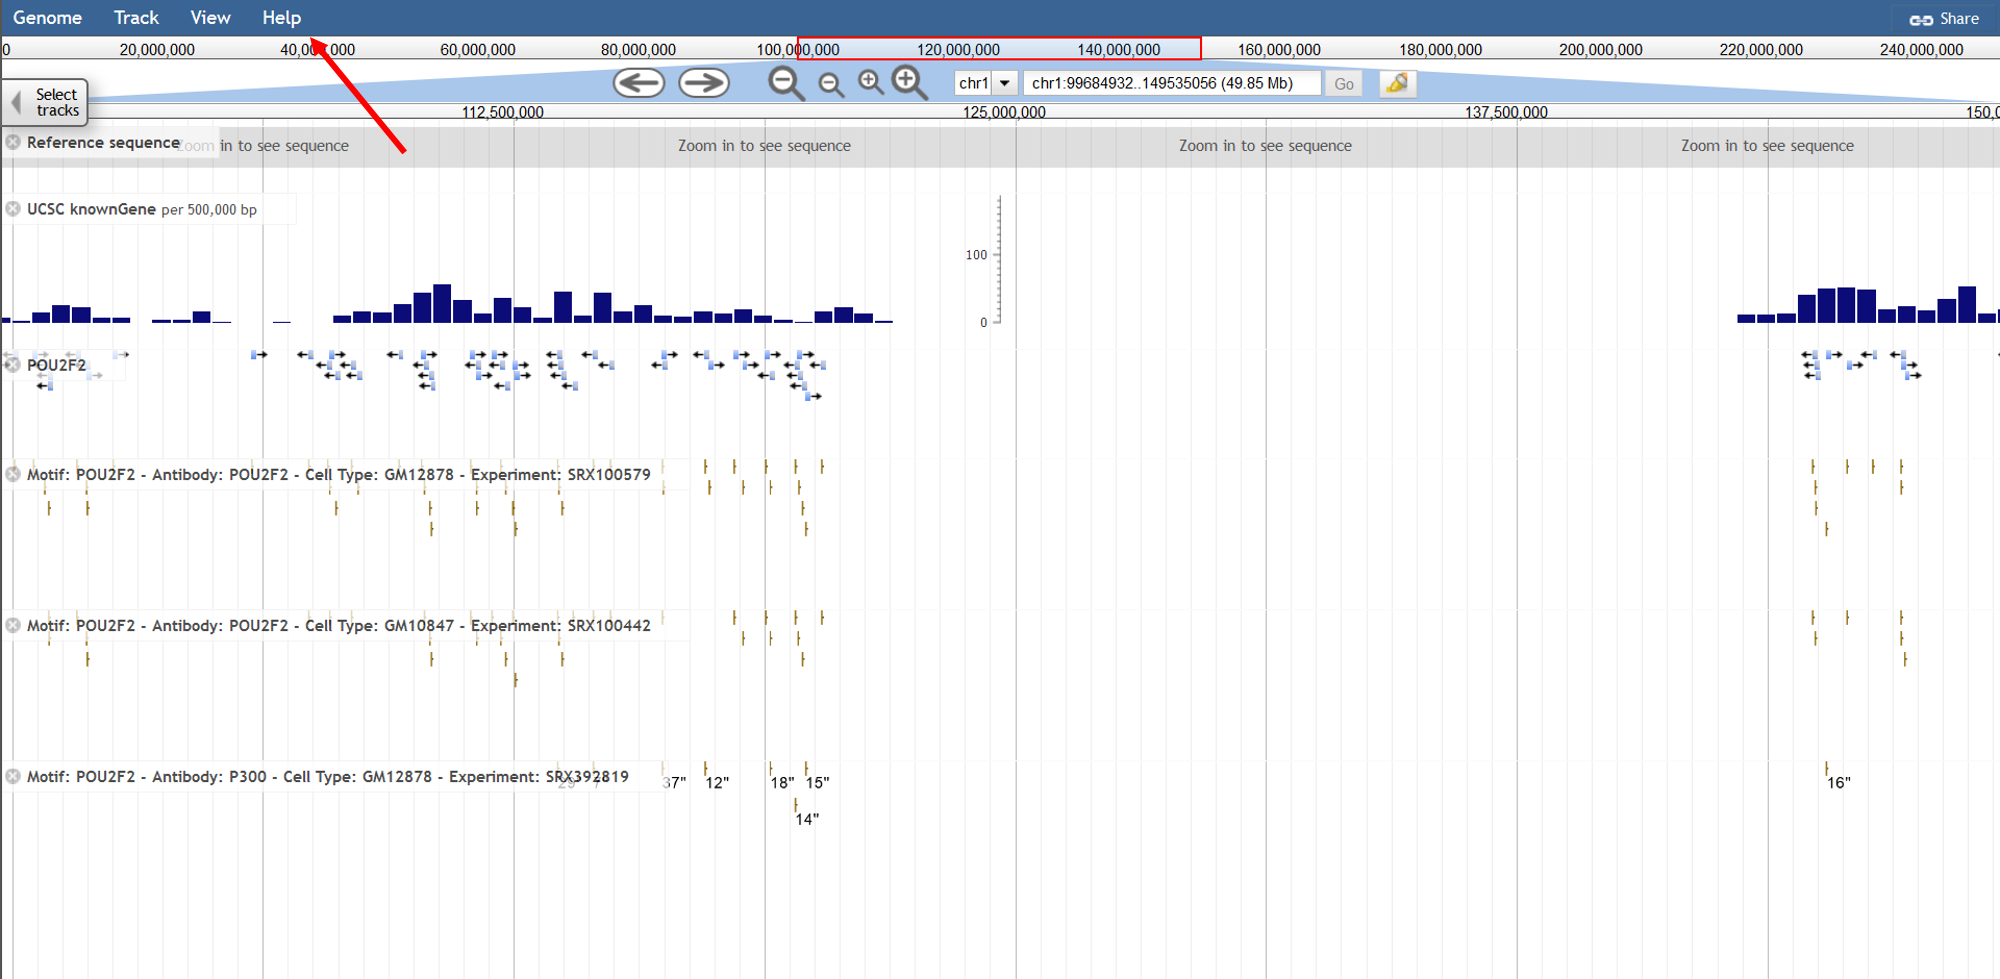 Genome Track View Help Share
0 20,000,000 40,000,000 60,000,000 80,000,000 100,000,000 120,000,000 140,000,000 160,000,000 180,000,000 200,000,000 220,000,000 240,000,000
Select
tracks
chr1 chr1:99684932..149535056 (49.85 Mb) Go
112,500,000 125,000,000 137,500,000 150,0
Reference sequence Zoom in to see sequence Zoom in to see sequence Zoom in to see sequence Zoom in to see sequence
UCSC knownGene per 500,000 bp
100
0
POU2F2
Motif: POU2F2 - Antibody: POU2F2 - Cell Type: GM12878 - Experiment: SRX100579
Motif: POU2F2 - Antibody: POU2F2 - Cell Type: GM10847 - Experiment: SRX100442
Motif: POU2F2 - Antibody: P300 - Cell Type: GM12878 - Experiment: SRX392819
37" 12" 18" 15" 16"
14"